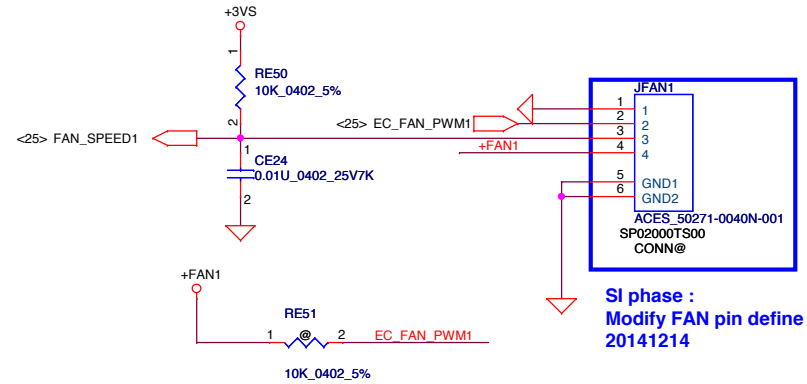 +3VS
1
RE50
10K_0402_5%
2
<25> FAN_SPEED1
1
CE24
0.01U_0402_25V7K
2
<25> EC_FAN_PWM1
+FAN1
JFAN1
1 1
2 2
3 3
4 4
5 GND1
6 GND2
ACES_50271-0040N-001
SP02000TS00
CONN@
SI phase :
Modify FAN pin define
20141214
+FAN1
RE51
1 @ 2 EC_FAN_PWM1
10K_0402_5%